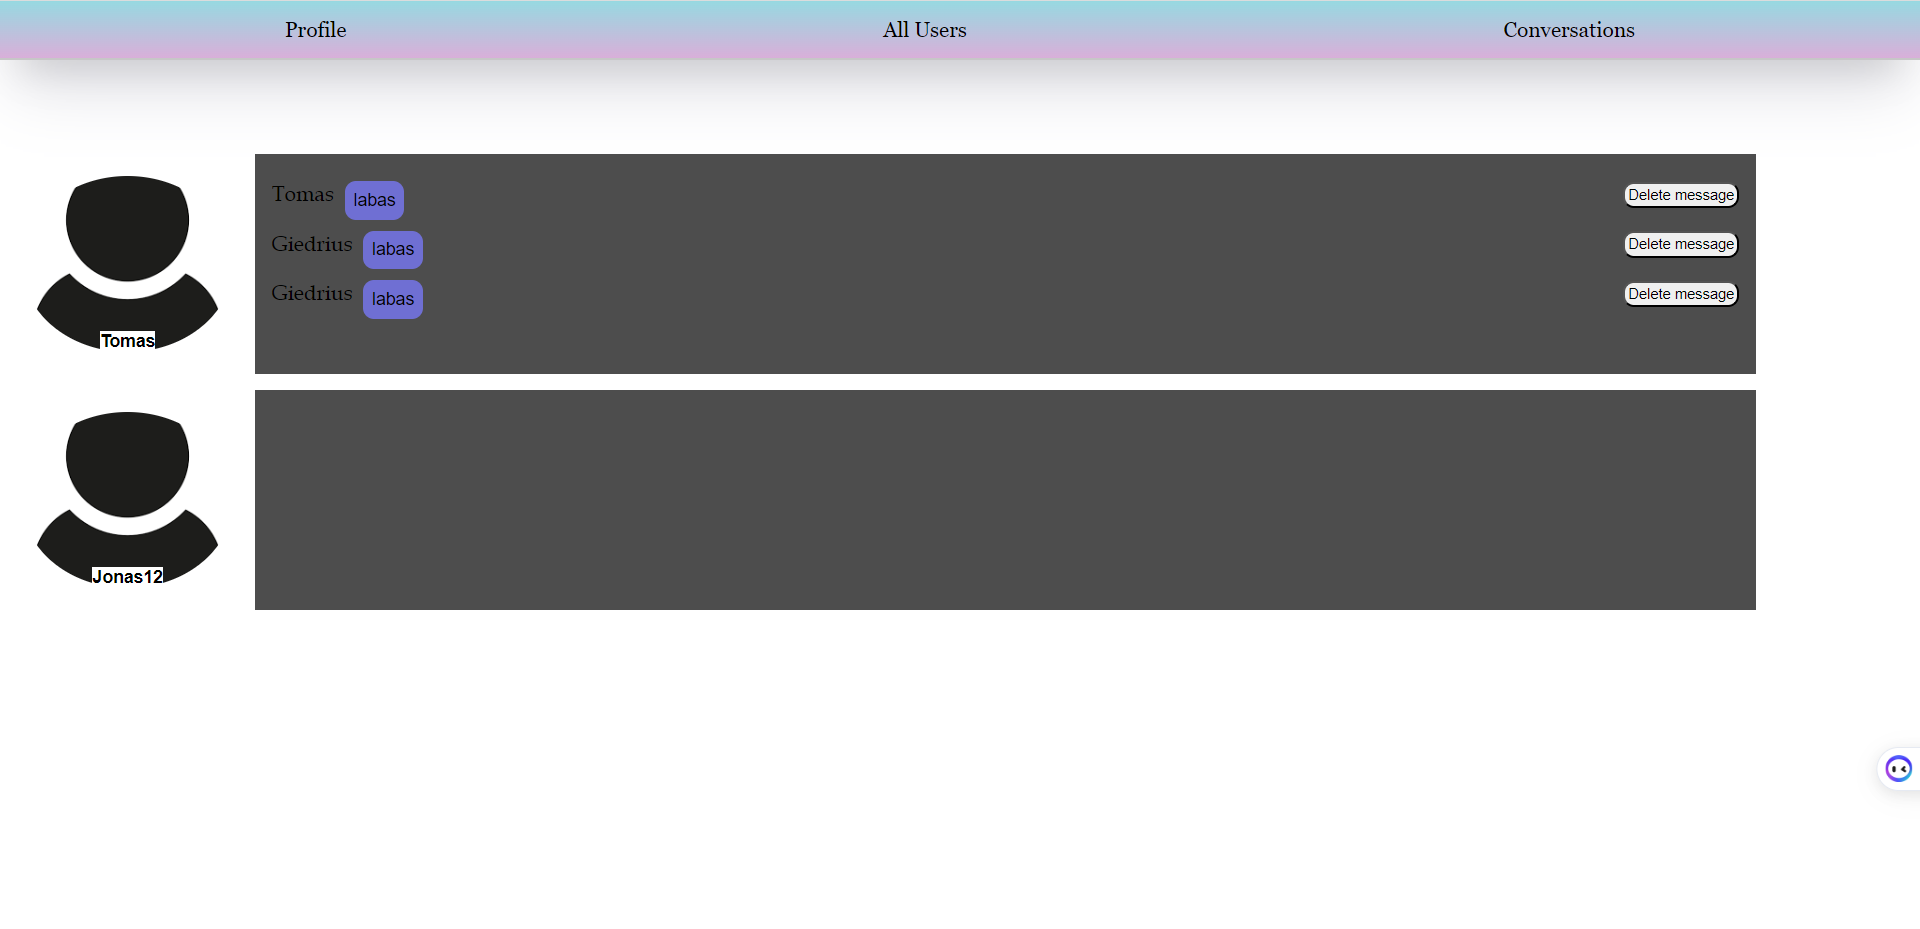 Profile All Users Conversations
Tomas labas Delete message
Giedrius labas Delete message
Giedrius labas Delete message
Tomas
Jonas12